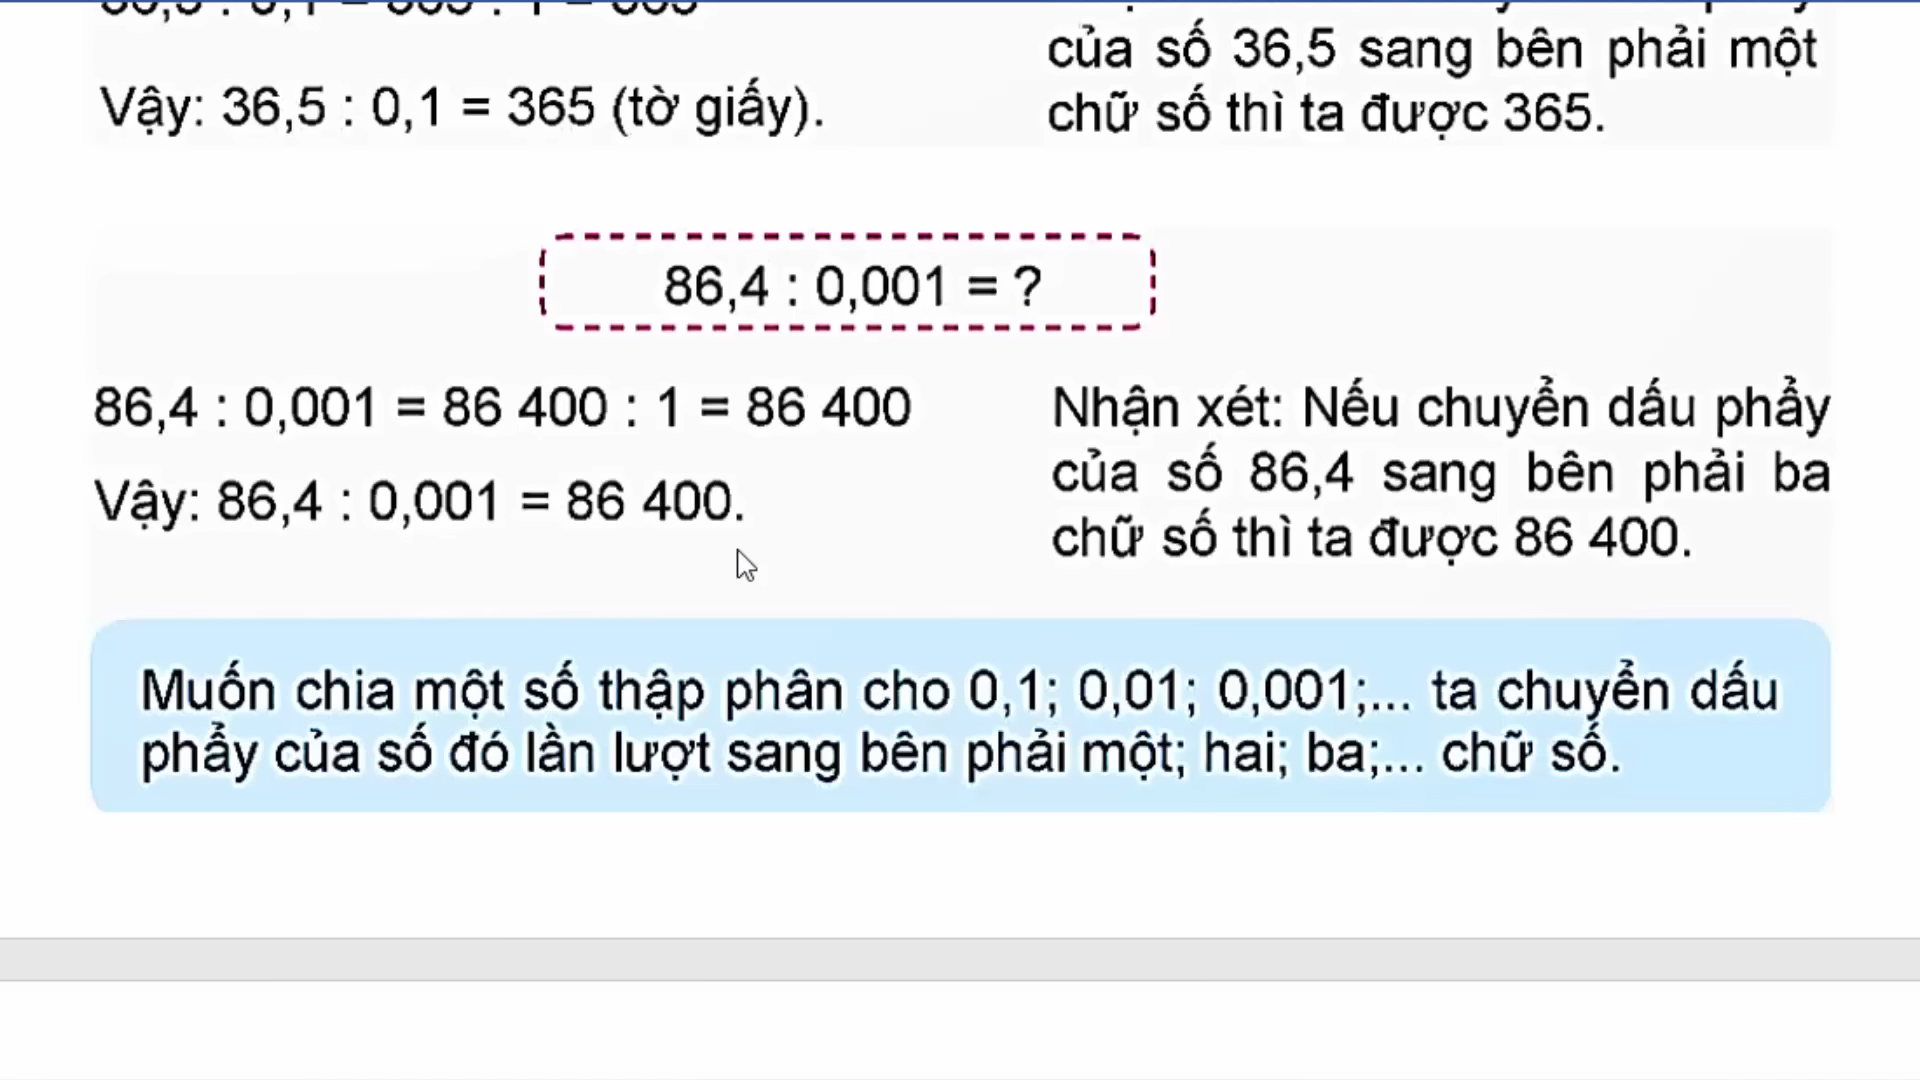 Vậy: 36,5 : 0,1 = 365 (tờ giấy).
của số 36,5 sang bên phải một
chữ số thì ta được 365.
86,4 : 0,001 = ?
86,4 : 0,001 = 86 400 : 1 = 86 400
Vậy: 86,4 : 0,001 = 86 400.
Nhận xét: Nếu chuyển dấu phẩy
của số 86,4 sang bên phải ba
chữ số thì ta được 86 400.
Muốn chia một số thập phân cho 0,1; 0,01; 0,001;... ta chuyển dấu
phẩy của số đó lần lượt sang bên phải một; hai; ba;... chữ số.